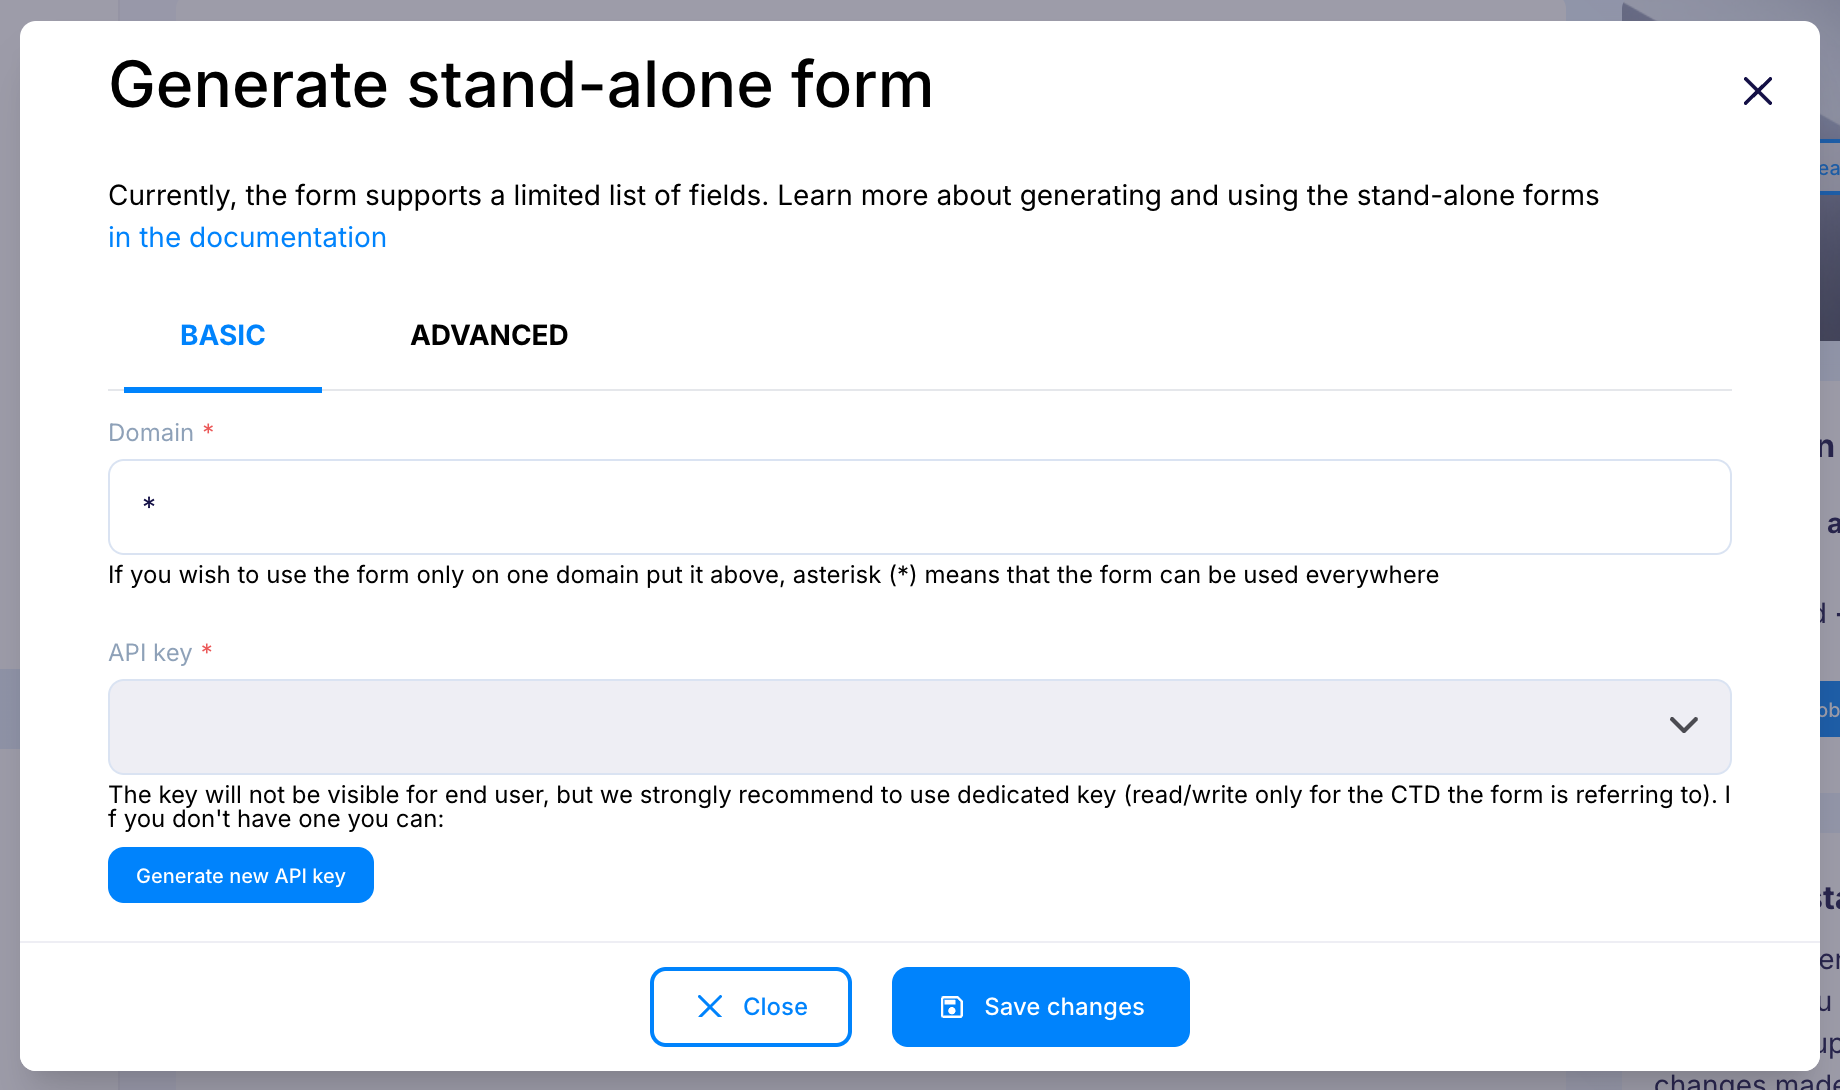 Generate stand-alone form
Currently, the form supports a limited list of fields. Learn more about generating and using the stand-alone forms
in the documentation
BASIC
ADVANCED
Domain *
*
If you wish to use the form only on one domain put it above, asterisk (*) means that the form can be used everywhere
API key *
The key will not be visible for end user, but we strongly recommend to use dedicated key (read/write only for the CTD the form is referring to). I
f you don't have one you can:
Generate new API key
Close
Save changes
changes made